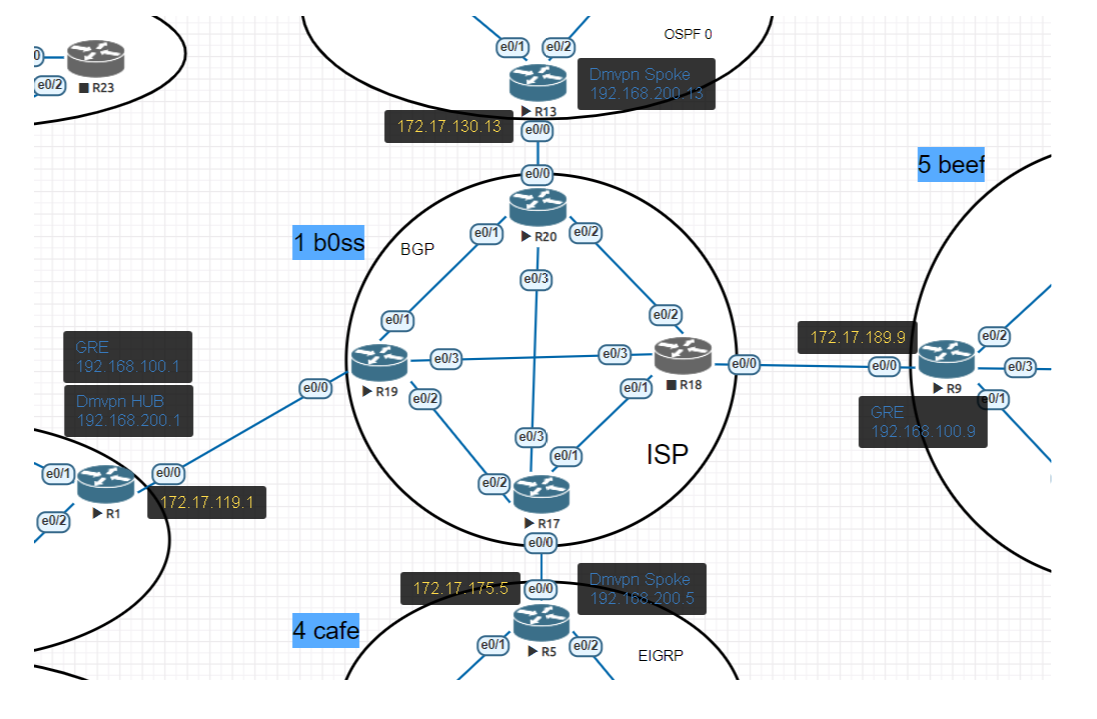 OSPF 0
e0/1
e0/2
0
e0/2
R23
Dmvpn Spoke
192.168.200.13
R13
172.17.130.13
e0/0
5 beef
e0/0
1 b0ss
BGP
e0/1
R20
e0/2
e0/3
e0/1
e0/2
172.17.189.9
e0/2
GRE
192.168.100.1
e0/3
e0/3
R18
e0/0
e0/0
R9
e0/3
R19
e0/0
e0/1
e0/1
Dmvpn HUB
192.168.200.1
e0/2
GRE
192.168.100.9
e0/3
e0/1
ISP
e0/1
e0/0
R1
172.17.119.1
e0/2
R17
e0/2
e0/0
172.17.175.5
e0/0
Dmvpn Spoke
192.168.200.5
4 cafe
e0/1
R5
e0/2
EIGRP